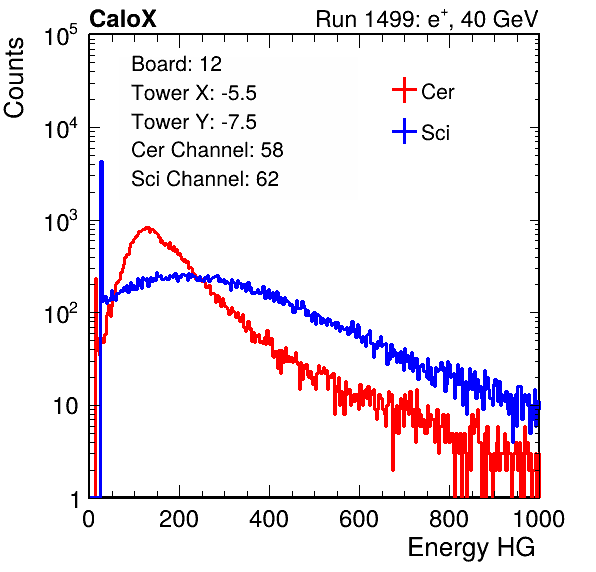 CaloX Run 1499: e⁺, 40 GeV
Counts
10⁵
10⁴
10³
10²
10
1
Board: 12
Tower X: -5.5
Tower Y: -7.5
Cer Channel: 58
Sci Channel: 62
Cer
Sci
0 200 400 600 800 1000
Energy HG